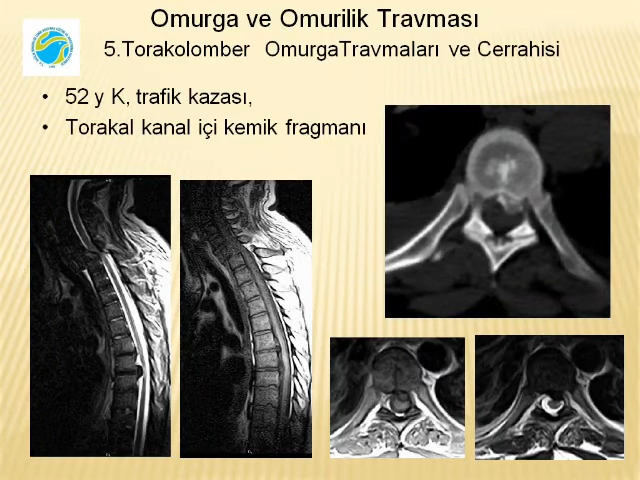 Omurga ve Omurilik Travması
5.Torakolomber OmurgaTravmaları ve Cerrahisi
• 52 y K, trafik kazası,
• Torakal kanal içi kemik fragmanı